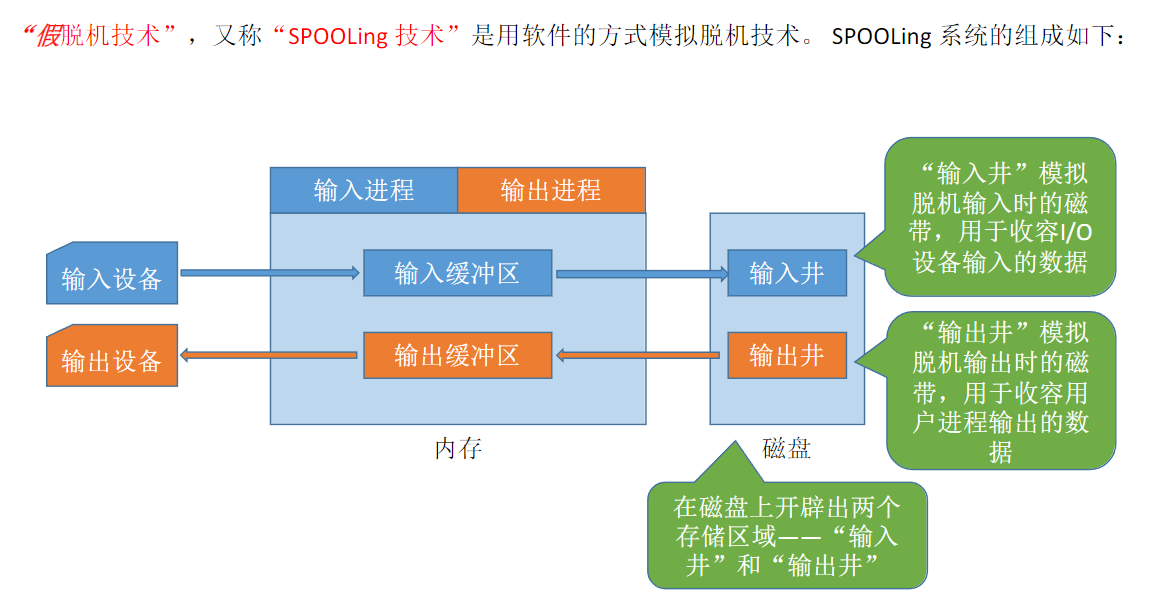 “假脱机技术”，又称“SPOOLing 技术”是用软件的方式模拟脱机技术。 SPOOLing 系统的组成如下：
输入进程
输出进程
输入设备
输入缓冲区
输入井
输出设备
输出缓冲区
输出井
内存
磁盘
“输入井”模拟
脱机输入时的磁
带，用于收容I/O
设备输入的数据
“输出井”模拟
脱机输出时的磁
带，用于收容用
户进程输出的数
据
在磁盘上开辟出两个
存储区域——“输入
井”和“输出井”